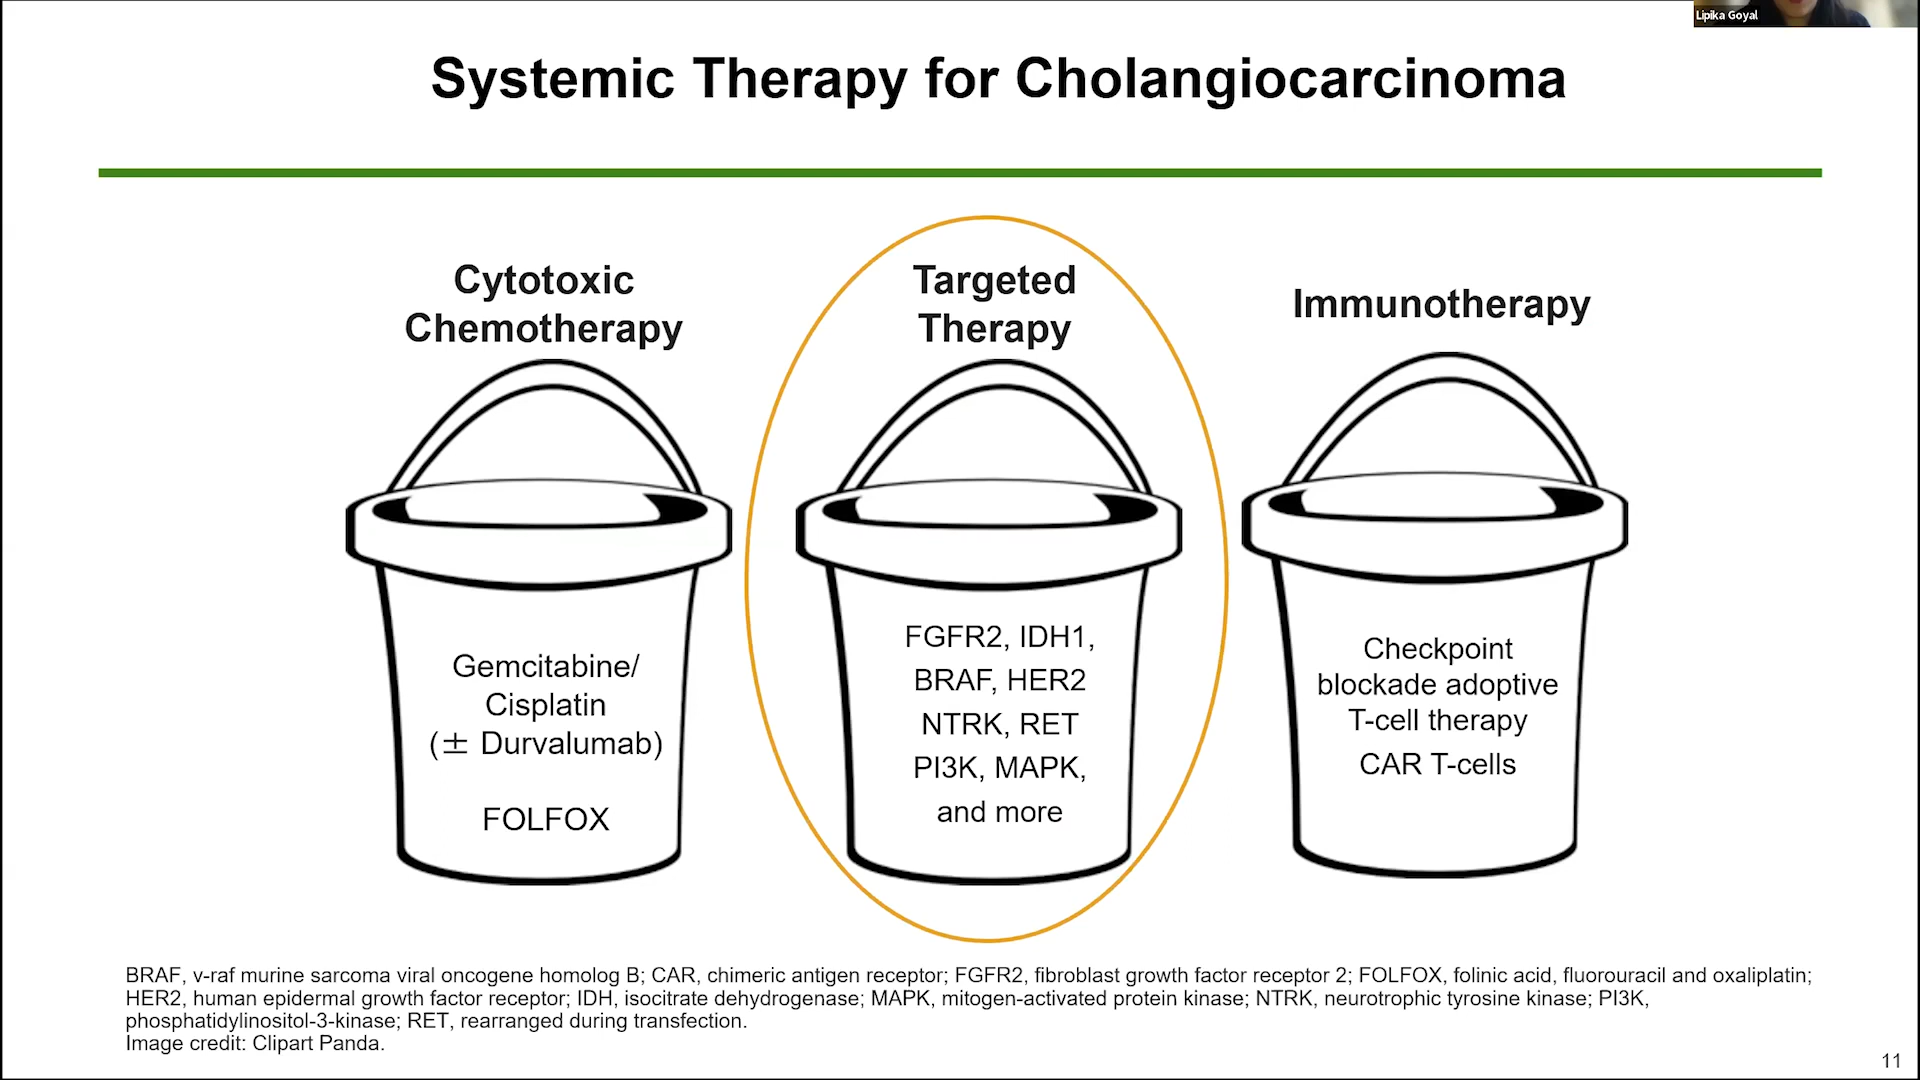 Lipika Goyal
Systemic Therapy for Cholangiocarcinoma
Cytotoxic
Chemotherapy
Gemcitabine/
Cisplatin
(± Durvalumab)
FOLFOX
Targeted
Therapy
FGFR2, IDH1,
BRAF, HER2
NTRK, RET
PI3K, MAPK,
and more
Immunotherapy
Checkpoint
blockade adoptive
T-cell therapy
CAR T-cells
BRAF, v-raf murine sarcoma viral oncogene homolog B; CAR, chimeric antigen receptor; FGFR2, fibroblast growth factor receptor 2; FOLFOX, folinic acid, fluorouracil and oxaliplatin;
HER2, human epidermal growth factor receptor; IDH, isocitrate dehydrogenase; MAPK, mitogen-activated protein kinase; NTRK, neurotrophic tyrosine kinase; PI3K,
phosphatidylinositol-3-kinase; RET, rearranged during transfection.
Image credit: Clipart Panda.
11